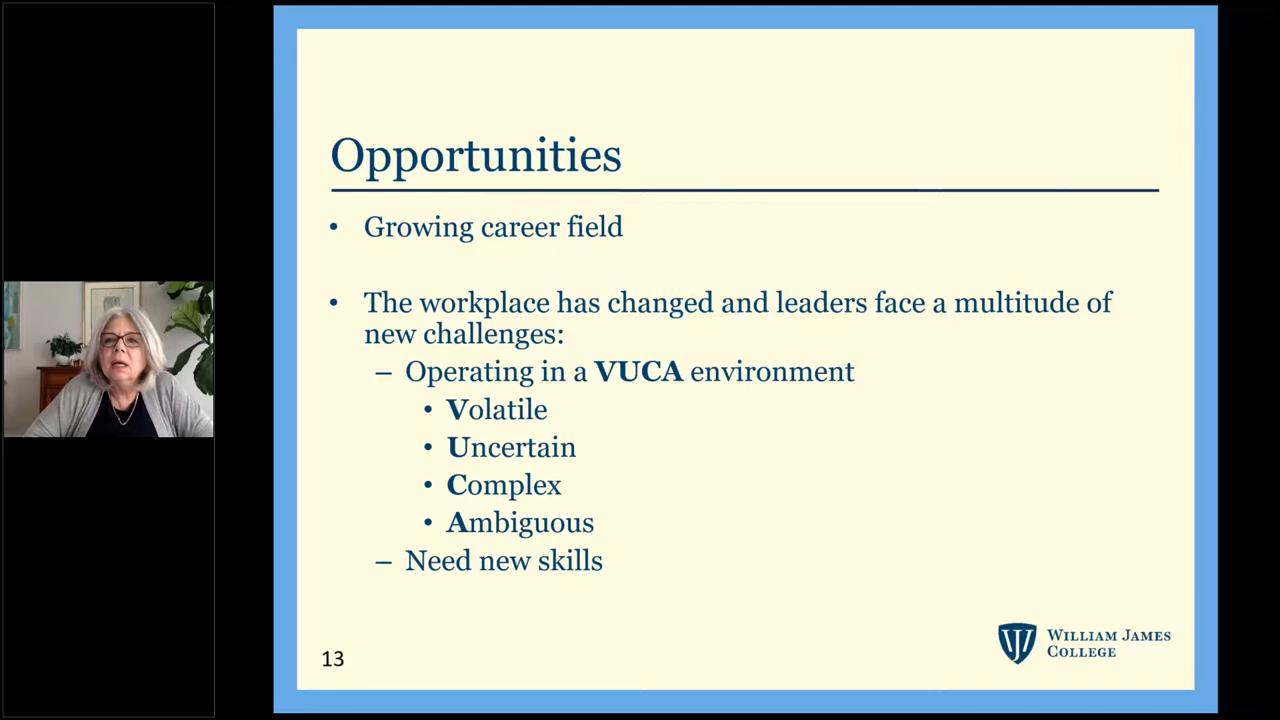 Opportunities
• Growing career field
• The workplace has changed and leaders face a multitude of
new challenges:
– Operating in a VUCA environment
• Volatile
• Uncertain
• Complex
• Ambiguous
– Need new skills
13
WILLIAM JAMES
COLLEGE